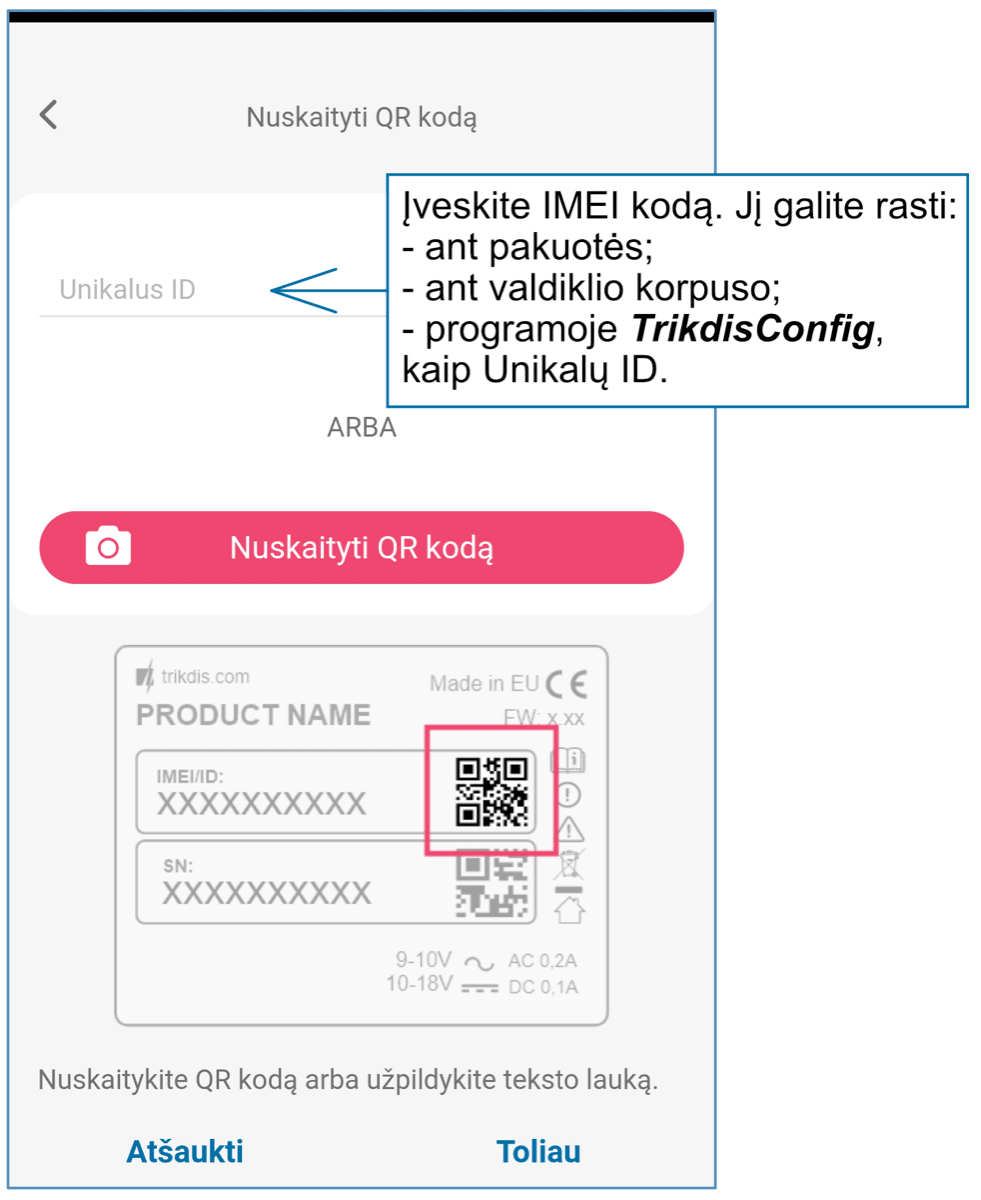 Nuskaityti QR kodą
Įveskite IMEI kodą. Jį galite rasti:
- ant pakuotės;
- ant valdiklio korpuso;
- programoje TrikdisConfig,
kaip Unikalų ID.
Unikalus ID
ARBA
Nuskaityti QR kodą
trikdis.com
Made in EU CE
PRODUCT NAME
FW: x.xx
IMEI/ID:
XXXXXXXXXX
SN:
XXXXXXXXXX
9-10V AC 0,2A
10-18V DC 0,1A
Nuskaitykite QR kodą arba užpildykite teksto lauką.
Atšaukti
Toliau